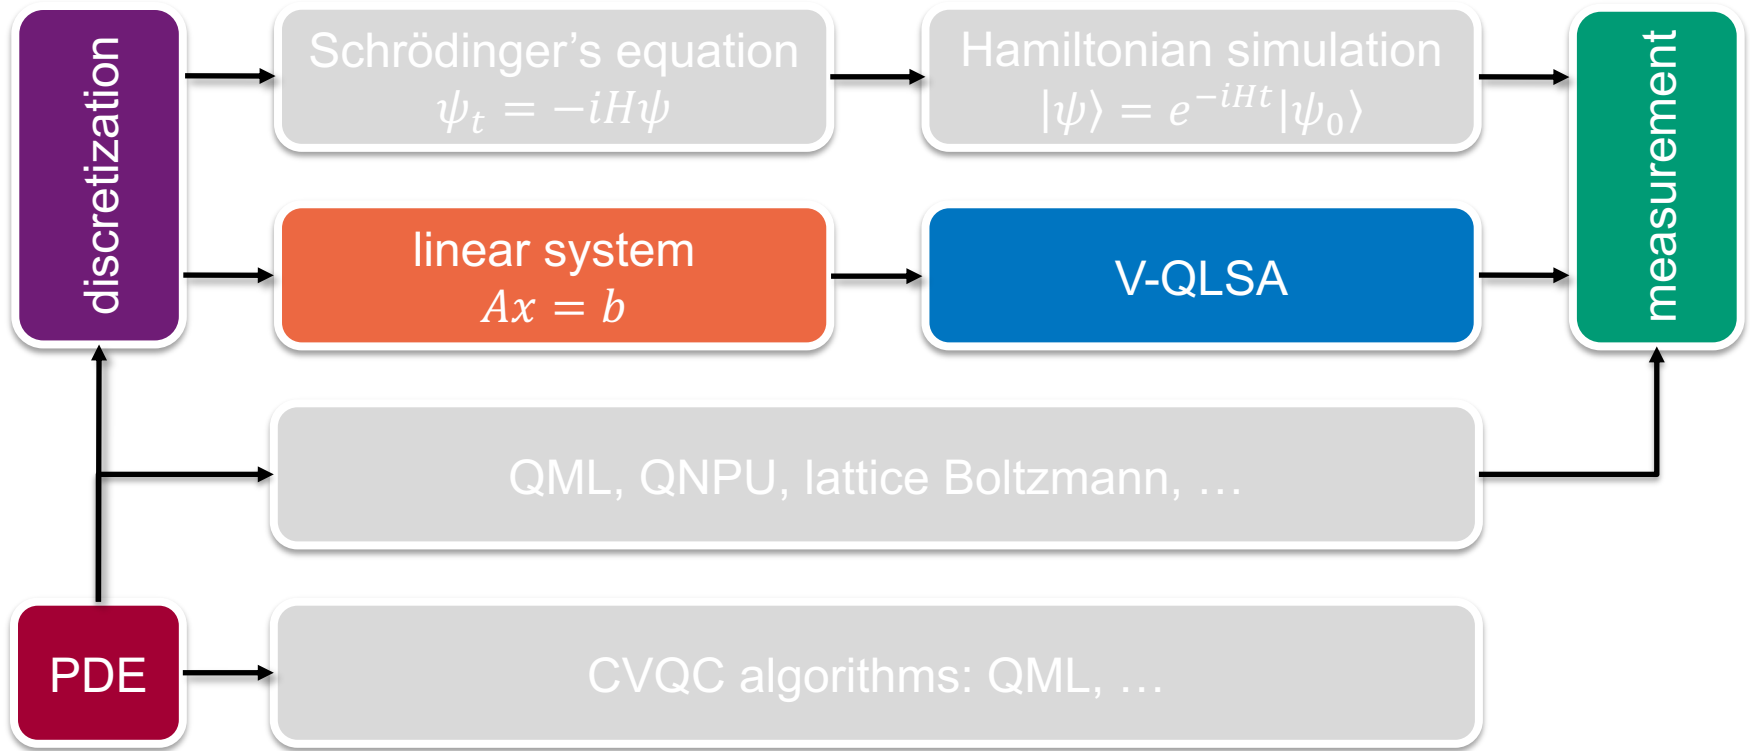 discretization
Schrödinger’s equation
ψ_t = −iHψ
Hamiltonian simulation
|ψ⟩ = e^{−iHt}|ψ_0⟩
measurement
linear system
Ax = b
V-QLSA
QML, QNPU, lattice Boltzmann, …
PDE
CVQC algorithms: QML, …